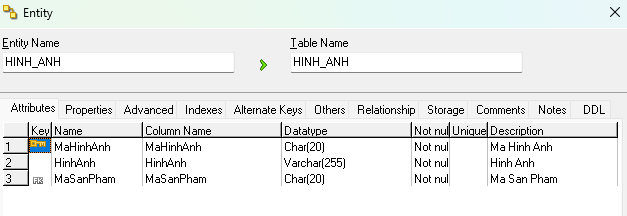 Entity
Entity Name
Table Name
HINH_ANH
HINH_ANH
Attributes Properties Advanced Indexes Alternate Keys Others Relationship Storage Comments Notes DDL
Key Name Column Name Datatype Not nul Unique Description
1 MaHinhAnh MaHinhAnh Char(20) Not nul Ma Hinh Anh
2 HinhAnh HinhAnh Varchar(255) Not nul Hinh Anh
3 FK MaSanPham MaSanPham Char(20) Not nul Ma San Pham